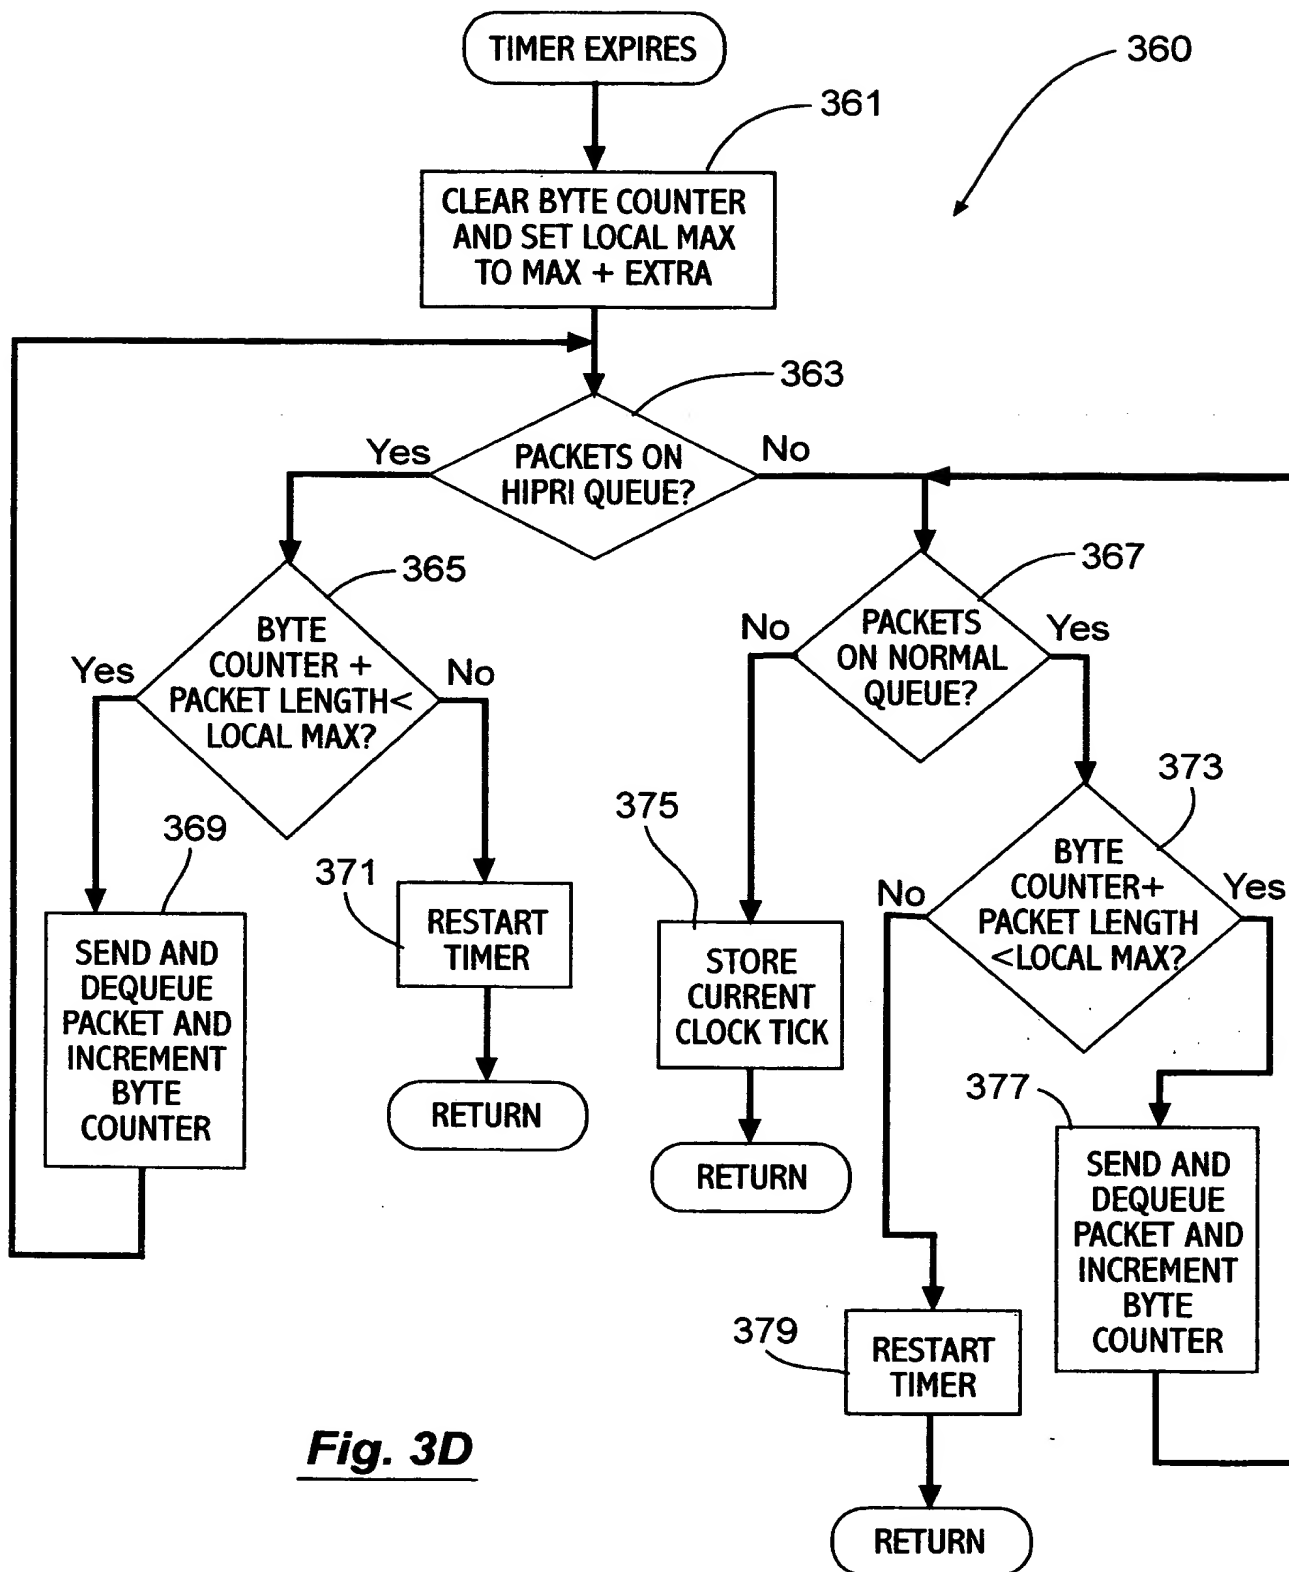 TIMER EXPIRES
360
361
CLEAR BYTE COUNTER
AND SET LOCAL MAX
TO MAX + EXTRA
363
Yes
PACKETS ON
HIPRI QUEUE?
No
365
BYTE
COUNTER +
PACKET LENGTH<
LOCAL MAX?
Yes
No
367
PACKETS
ON NORMAL
QUEUE?
No
Yes
369
SEND AND
DEQUEUE
PACKET AND
INCREMENT
BYTE
COUNTER
371
RESTART
TIMER
RETURN
375
STORE
CURRENT
CLOCK TICK
RETURN
373
BYTE
COUNTER+
PACKET LENGTH
<LOCAL MAX?
No
Yes
377
SEND AND
DEQUEUE
PACKET AND
INCREMENT
BYTE
COUNTER
379
RESTART
TIMER
RETURN
Fig. 3D